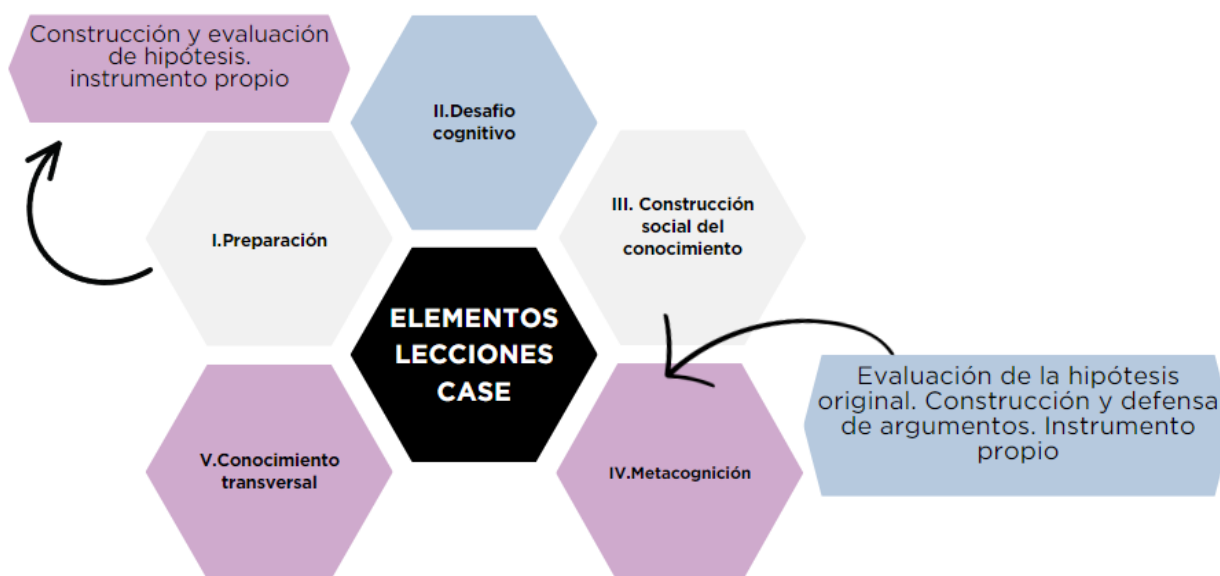 Construcción y evaluación
de hipótesis.
instrumento propio
II.Desafio
cognitivo
I.Preparación
III. Construcción
social del
conocimiento
ELEMENTOS
LECCIONES
CASE
V.Conocimiento
transversal
IV.Metacognición
Evaluación de la hipótesis
original. Construcción y defensa
de argumentos. Instrumento
propio